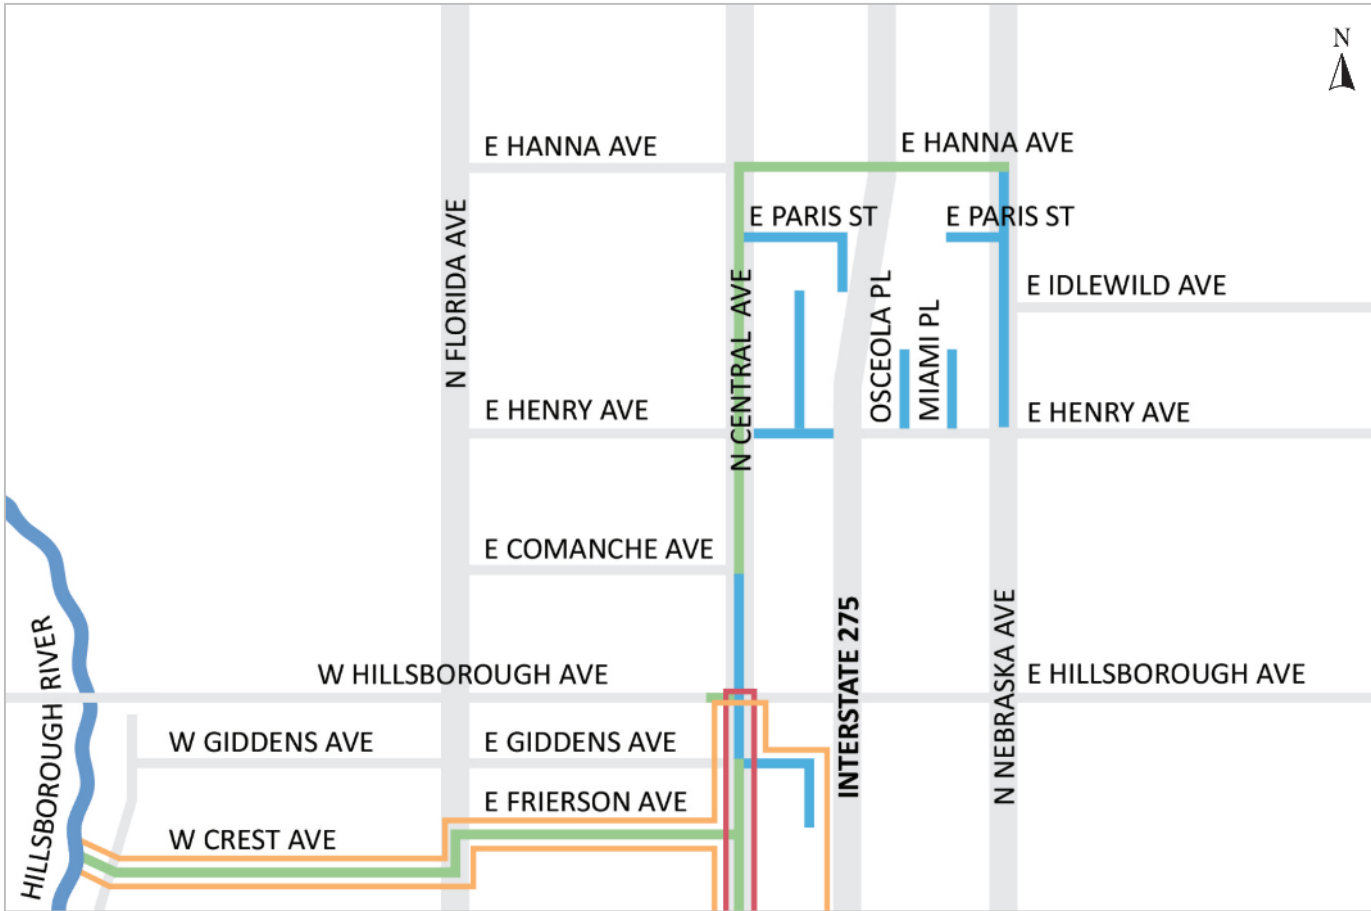 N
E HANNA AVE
E HANNA AVE
E PARIS ST
E PARIS ST
N FLORIDA AVE
N CENTRAL AVE
OSCEOLA PL
MIAMI PL
E IDLEWILD AVE
E HENRY AVE
E HENRY AVE
E COMANCHE AVE
INTERSTATE 275
N NEBRASKA AVE
HILLSBOROUGH RIVER
W HILLSBOROUGH AVE
E HILLSBOROUGH AVE
W GIDDENS AVE
E GIDDENS AVE
E FRIERSON AVE
W CREST AVE